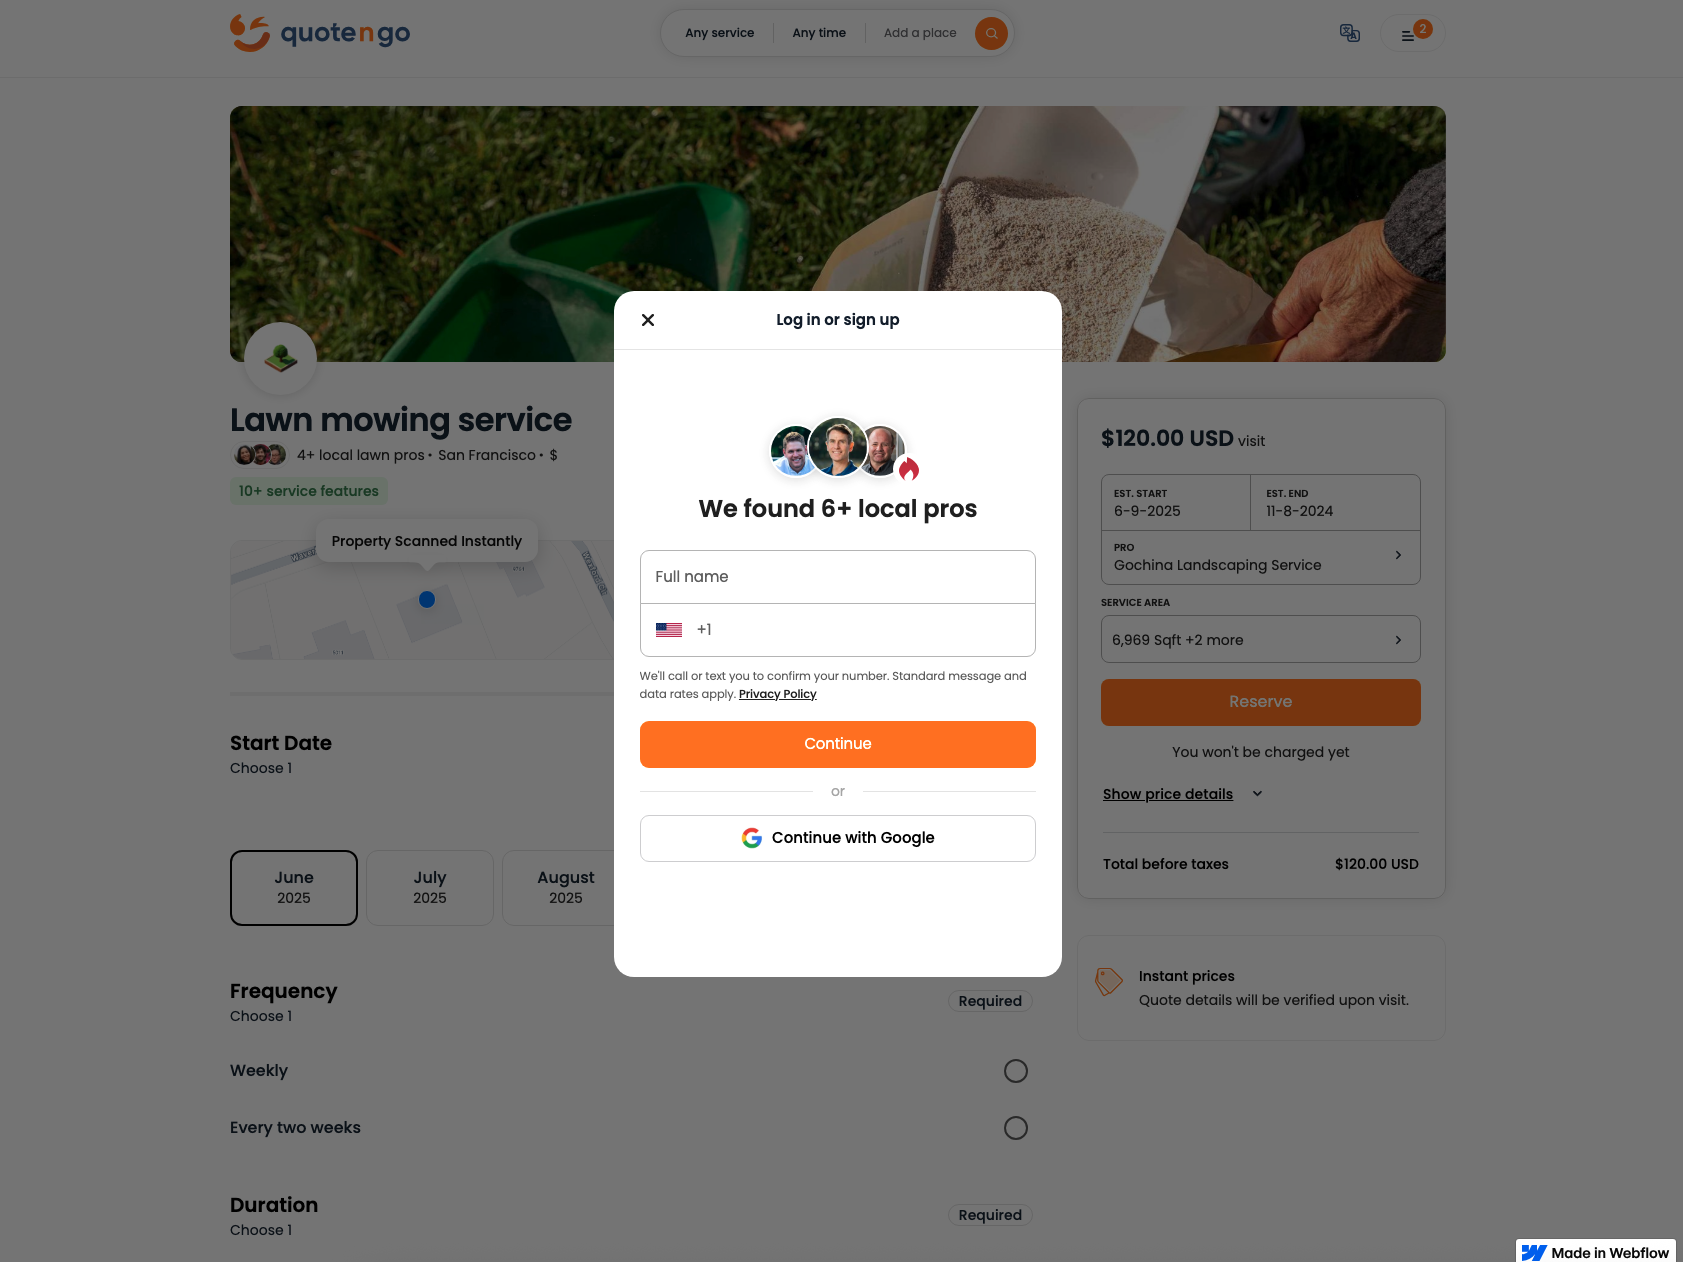 quotengo
Any service
Any time
Add a place
2
Log in or sign up
We found 6+ local pros
Full name
+1
We'll call or text you to confirm your number. Standard message and
data rates apply. Privacy Policy
Continue
or
Continue with Google
Lawn mowing service
4+ local lawn pros • San Francisco • $
10+ service features
Property Scanned Instantly
Start Date
Choose 1
June
2025
July
2025
August
2025
Frequency
Required
Choose 1
Weekly
Every two weeks
Duration
Required
Choose 1
$120.00 USD visit
EST. START
6-9-2025
EST. END
11-8-2024
PRO
Gochina Landscaping Service
SERVICE AREA
6,969 Sqft +2 more
Reserve
You won't be charged yet
Show price details
Total before taxes
$120.00 USD
Instant prices
Quote details will be verified upon visit.
Made in Webflow